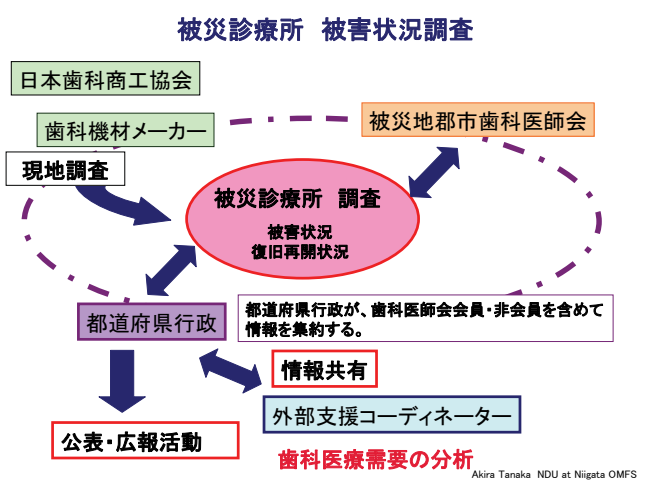 被災診療所　被害状況調査
日本歯科商工協会
歯科機材メーカー
被災地郡市歯科医師会
現地調査
被災診療所　調査
被害状況
復旧再開状況
都道府県行政
都道府県行政が、歯科医師会会員・非会員を含めて
情報を集約する。
情報共有
外部支援コーディネーター
公表・広報活動
歯科医療需要の分析
Akira Tanaka NDU at Niigata OMFS